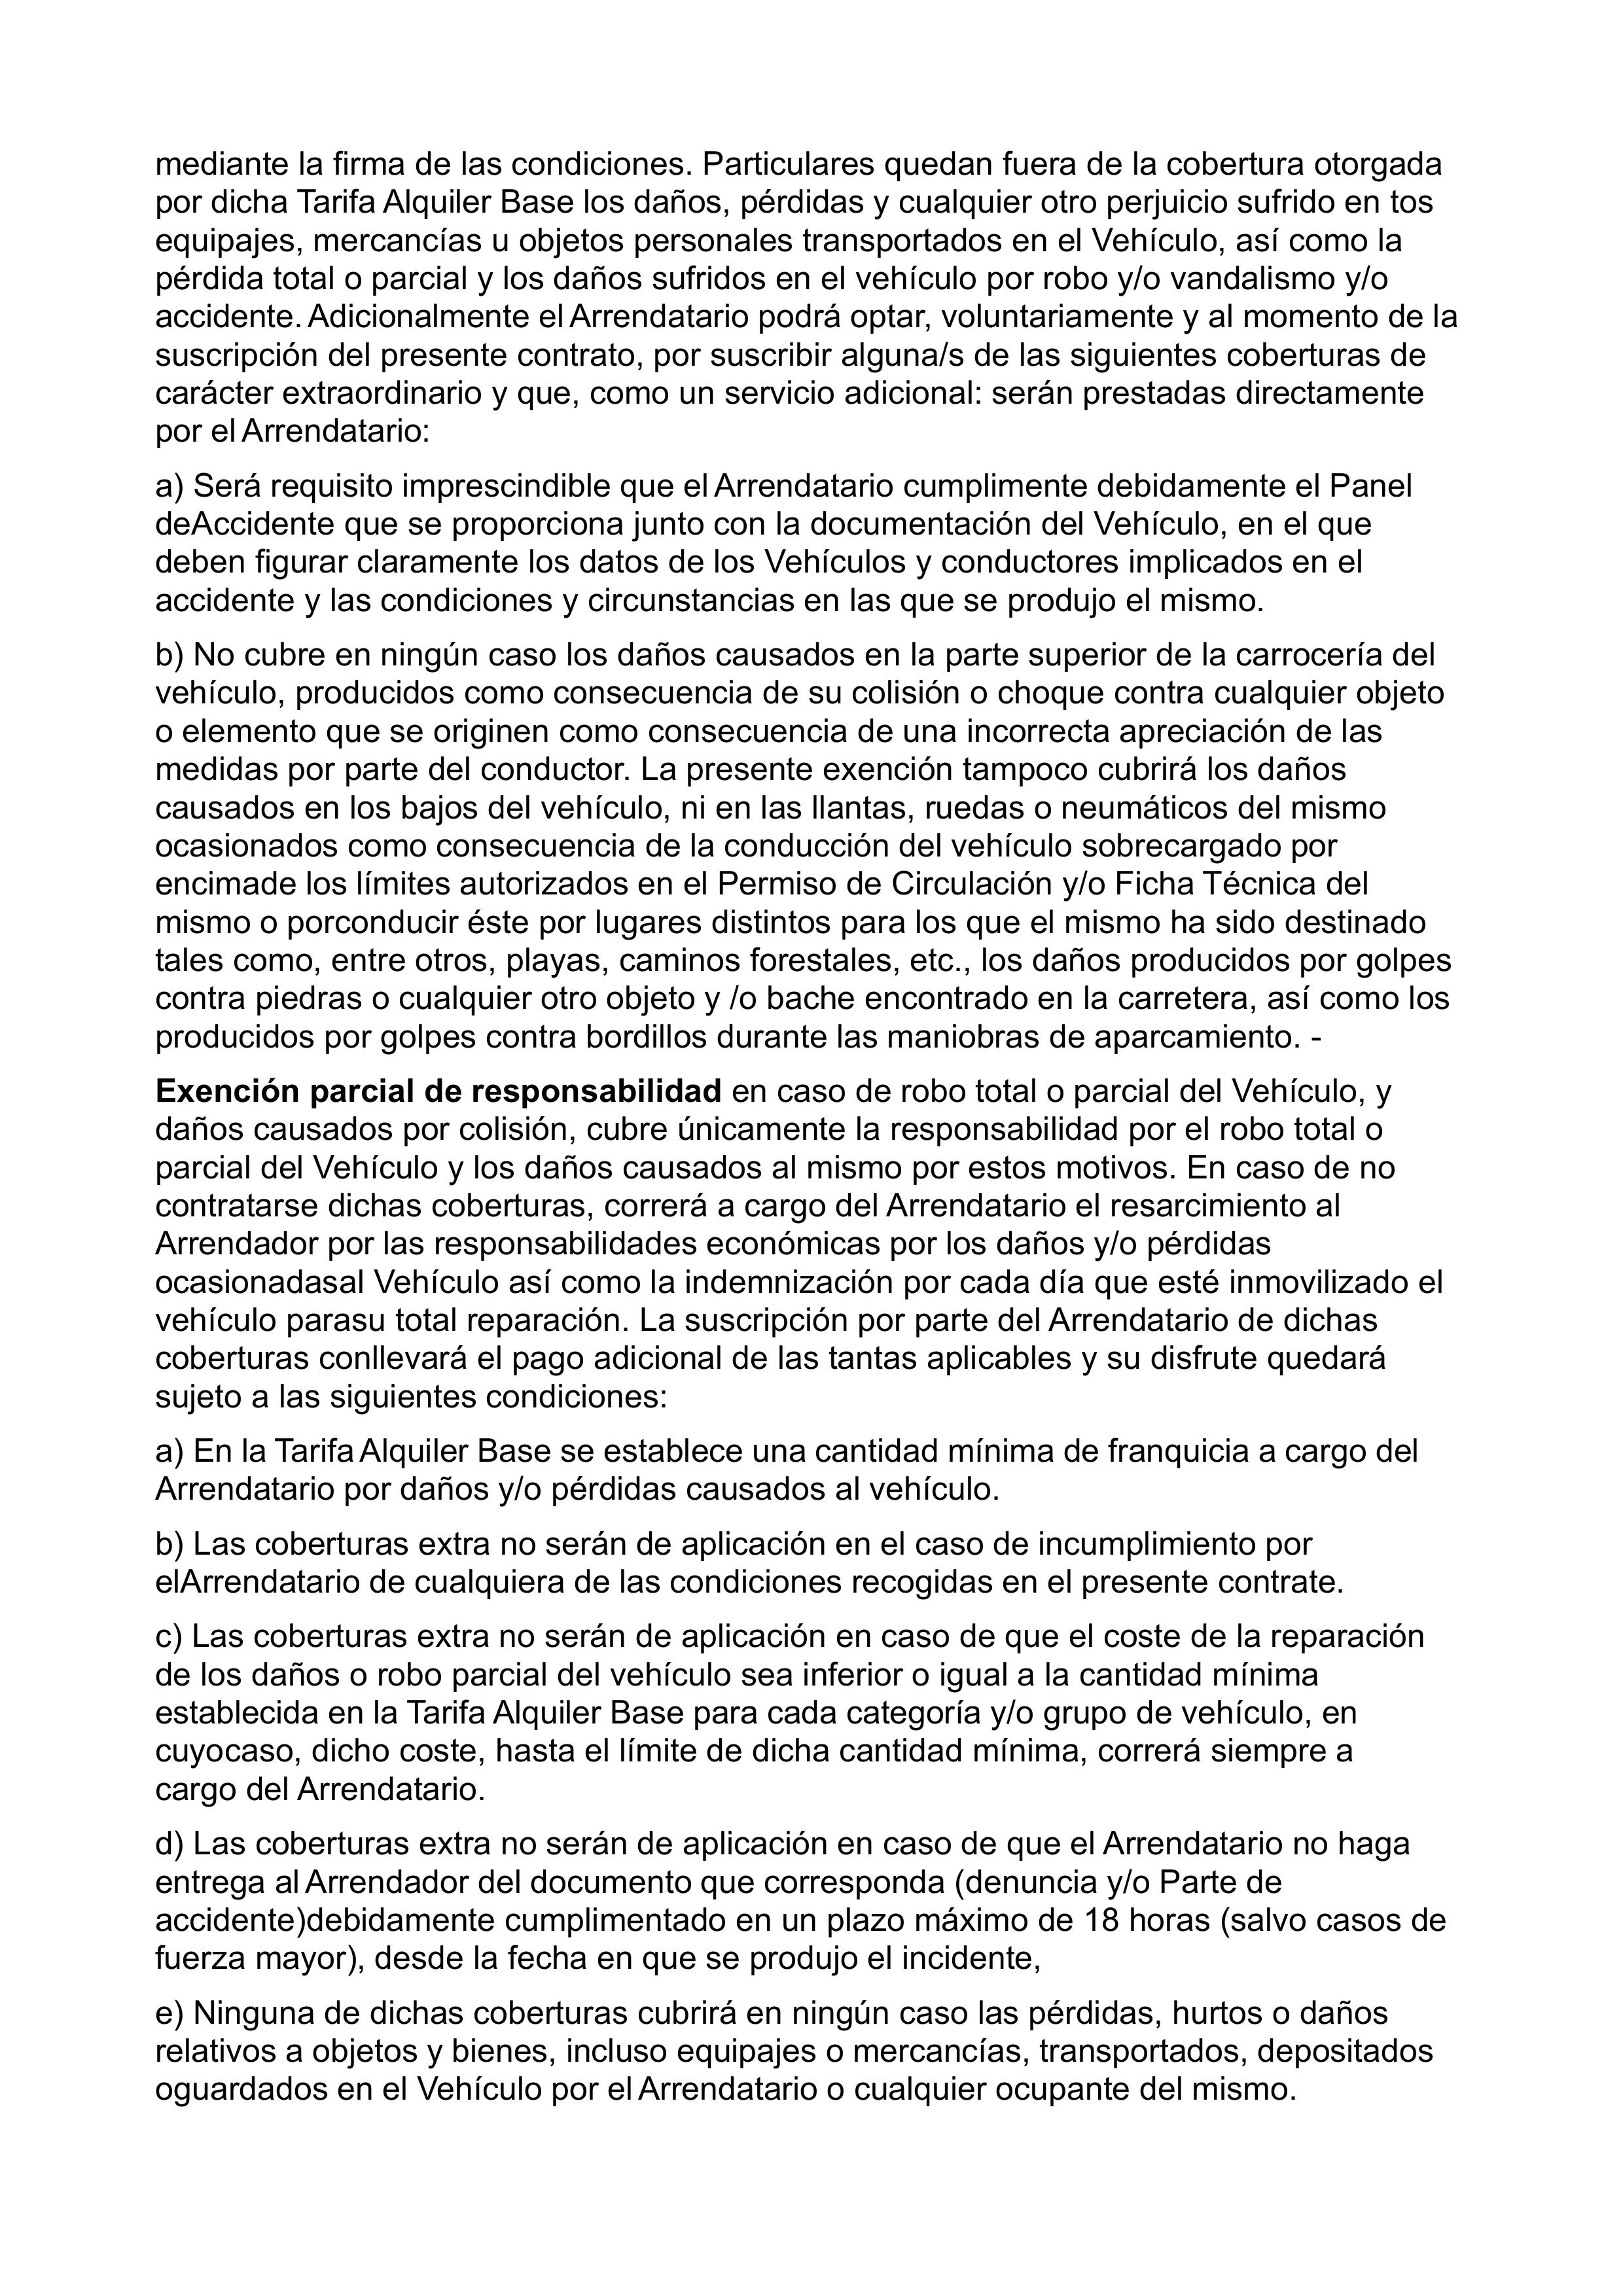 mediante la firma de las condiciones. Particulares quedan fuera de la cobertura otorgada
por dicha Tarifa Alquiler Base los daños, pérdidas y cualquier otro perjuicio sufrido en tos
equipajes, mercancías u objetos personales transportados en el Vehículo, así como la
pérdida total o parcial y los daños sufridos en el vehículo por robo y/o vandalismo y/o
accidente. Adicionalmente el Arrendatario podrá optar, voluntariamente y al momento de la
suscripción del presente contrato, por suscribir alguna/s de las siguientes coberturas de
carácter extraordinario y que, como un servicio adicional: serán prestadas directamente
por el Arrendatario:
a) Será requisito imprescindible que el Arrendatario cumplimente debidamente el Panel
deAccidente que se proporciona junto con la documentación del Vehículo, en el que
deben figurar claramente los datos de los Vehículos y conductores implicados en el
accidente y las condiciones y circunstancias en las que se produjo el mismo.
b) No cubre en ningún caso los daños causados en la parte superior de la carrocería del
vehículo, producidos como consecuencia de su colisión o choque contra cualquier objeto
o elemento que se originen como consecuencia de una incorrecta apreciación de las
medidas por parte del conductor. La presente exención tampoco cubrirá los daños
causados en los bajos del vehículo, ni en las llantas, ruedas o neumáticos del mismo
ocasionados como consecuencia de la conducción del vehículo sobrecargado por
encimade los límites autorizados en el Permiso de Circulación y/o Ficha Técnica del
mismo o porconducir éste por lugares distintos para los que el mismo ha sido destinado
tales como, entre otros, playas, caminos forestales, etc., los daños producidos por golpes
contra piedras o cualquier otro objeto y /o bache encontrado en la carretera, así como los
producidos por golpes contra bordillos durante las maniobras de aparcamiento. -
Exención parcial de responsabilidad en caso de robo total o parcial del Vehículo, y
daños causados por colisión, cubre únicamente la responsabilidad por el robo total o
parcial del Vehículo y los daños causados al mismo por estos motivos. En caso de no
contratarse dichas coberturas, correrá a cargo del Arrendatario el resarcimiento al
Arrendador por las responsabilidades económicas por los daños y/o pérdidas
ocasionadasal Vehículo así como la indemnización por cada día que esté inmovilizado el
vehículo parasu total reparación. La suscripción por parte del Arrendatario de dichas
coberturas conllevará el pago adicional de las tantas aplicables y su disfrute quedará
sujeto a las siguientes condiciones:
a) En la Tarifa Alquiler Base se establece una cantidad mínima de franquicia a cargo del
Arrendatario por daños y/o pérdidas causados al vehículo.
b) Las coberturas extra no serán de aplicación en el caso de incumplimiento por
elArrendatario de cualquiera de las condiciones recogidas en el presente contrate.
c) Las coberturas extra no serán de aplicación en caso de que el coste de la reparación
de los daños o robo parcial del vehículo sea inferior o igual a la cantidad mínima
establecida en la Tarifa Alquiler Base para cada categoría y/o grupo de vehículo, en
cuyocaso, dicho coste, hasta el límite de dicha cantidad mínima, correrá siempre a
cargo del Arrendatario.
d) Las coberturas extra no serán de aplicación en caso de que el Arrendatario no haga
entrega al Arrendador del documento que corresponda (denuncia y/o Parte de
accidente)debidamente cumplimentado en un plazo máximo de 18 horas (salvo casos de
fuerza mayor), desde la fecha en que se produjo el incidente,
e) Ninguna de dichas coberturas cubrirá en ningún caso las pérdidas, hurtos o daños
relativos a objetos y bienes, incluso equipajes o mercancías, transportados, depositados
oguardados en el Vehículo por el Arrendatario o cualquier ocupante del mismo.